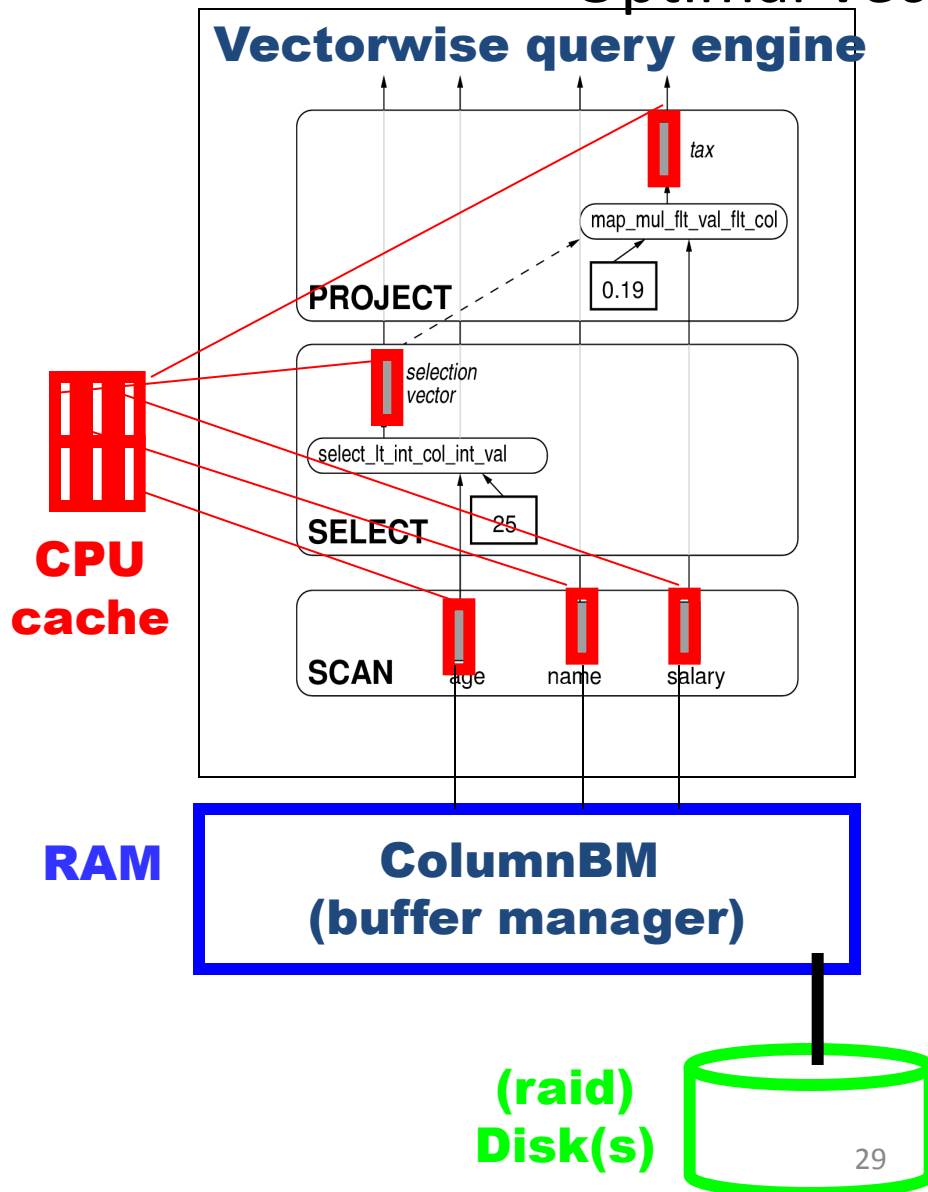 Vectorwise query engine
tax
map_mul_flt_val_flt_col
0.19
PROJECT
selection
vector
select_lt_int_col_int_val
25
SELECT
CPU
cache
SCAN
age
name
salary
RAM
ColumnBM
(buffer manager)
(raid)
Disk(s)
29